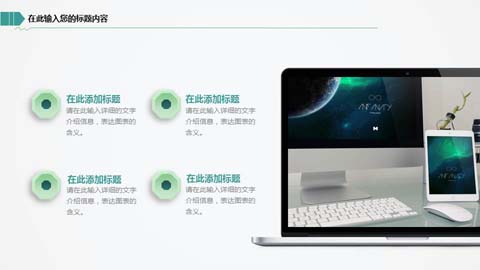 在此输入您的标题内容
在此添加标题
请在此输入详细的文字
介绍信息，表达图表的
含义。
在此添加标题
请在此输入详细的文字
介绍信息，表达图表的
含义。
在此添加标题
请在此输入详细的文字
介绍信息，表达图表的
含义。
在此添加标题
请在此输入详细的文字
介绍信息，表达图表的
含义。